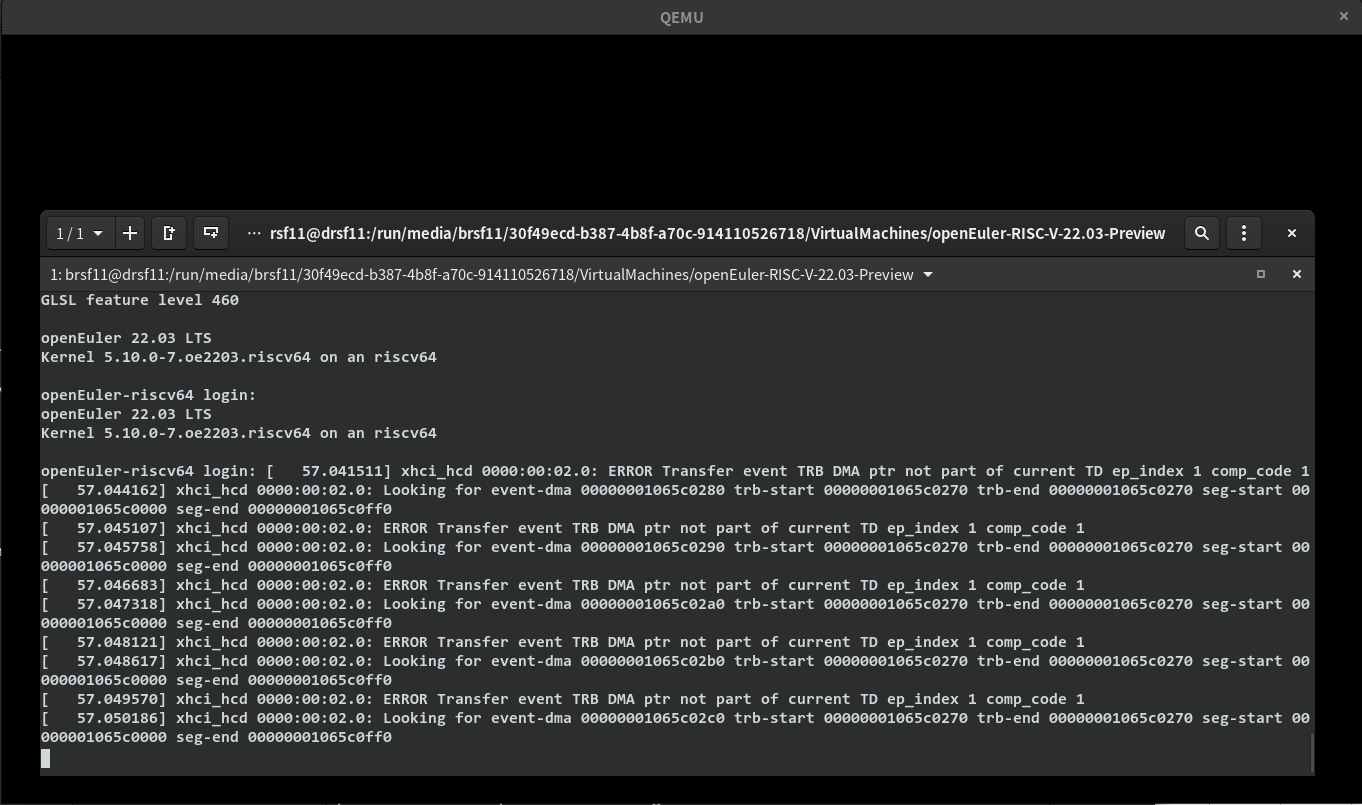 QEMU
1 / 1 ··· rsf11@drsf11:/run/media/brsf11/30f49ecd-b387-4b8f-a70c-914110526718/VirtualMachines/openEuler-RISC-V-22.03-Preview
1: brsf11@drsf11:/run/media/brsf11/30f49ecd-b387-4b8f-a70c-914110526718/VirtualMachines/openEuler-RISC-V-22.03-Preview
GLSL feature level 460
openEuler 22.03 LTS
Kernel 5.10.0-7.oe2203.riscv64 on an riscv64
openEuler-riscv64 login:
openEuler 22.03 LTS
Kernel 5.10.0-7.oe2203.riscv64 on an riscv64
openEuler-riscv64 login: [   57.041511] xhci_hcd 0000:00:02.0: ERROR Transfer event TRB DMA ptr not part of current TD ep_index 1 comp_code 1
[   57.044162] xhci_hcd 0000:00:02.0: Looking for event-dma 00000001065c0280 trb-start 00000001065c0270 trb-end 00000001065c0270 seg-start 00
000001065c0000 seg-end 00000001065c0ff0
[   57.045107] xhci_hcd 0000:00:02.0: ERROR Transfer event TRB DMA ptr not part of current TD ep_index 1 comp_code 1
[   57.045758] xhci_hcd 0000:00:02.0: Looking for event-dma 00000001065c0290 trb-start 00000001065c0270 trb-end 00000001065c0270 seg-start 00
000001065c0000 seg-end 00000001065c0ff0
[   57.046683] xhci_hcd 0000:00:02.0: ERROR Transfer event TRB DMA ptr not part of current TD ep_index 1 comp_code 1
[   57.047318] xhci_hcd 0000:00:02.0: Looking for event-dma 00000001065c02a0 trb-start 00000001065c0270 trb-end 00000001065c0270 seg-start 00
000001065c0000 seg-end 00000001065c0ff0
[   57.048121] xhci_hcd 0000:00:02.0: ERROR Transfer event TRB DMA ptr not part of current TD ep_index 1 comp_code 1
[   57.048617] xhci_hcd 0000:00:02.0: Looking for event-dma 00000001065c02b0 trb-start 00000001065c0270 trb-end 00000001065c0270 seg-start 00
000001065c0000 seg-end 00000001065c0ff0
[   57.049570] xhci_hcd 0000:00:02.0: ERROR Transfer event TRB DMA ptr not part of current TD ep_index 1 comp_code 1
[   57.050186] xhci_hcd 0000:00:02.0: Looking for event-dma 00000001065c02c0 trb-start 00000001065c0270 trb-end 00000001065c0270 seg-start 00
000001065c0000 seg-end 00000001065c0ff0